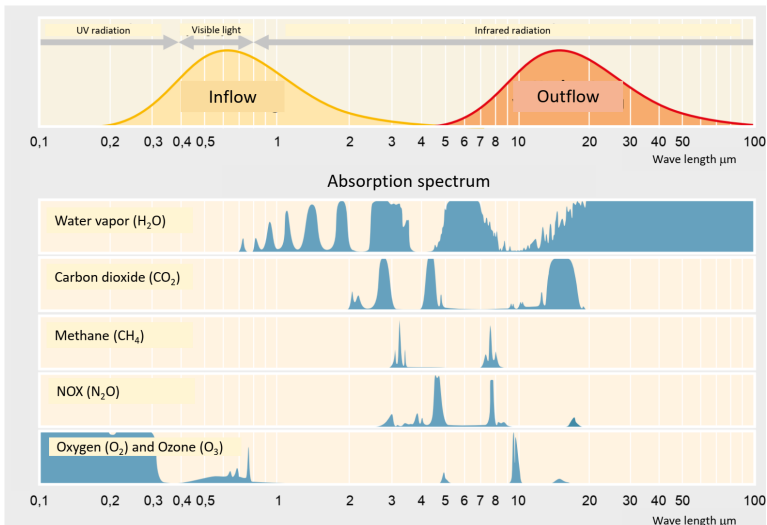 UV radiation Visible light Infrared radiation
Inflow Outflow
0,1 0,2 0,3 0,4 0,5 1 2 3 4 5 6 7 8 10 20 30 40 50 100
Wave length µm
Absorption spectrum
Water vapor (H₂O)
Carbon dioxide (CO₂)
Methane (CH₄)
NOX (N₂O)
Oxygen (O₂) and Ozone (O₃)
0,1 0,2 0,3 0,4 0,5 1 2 3 4 5 6 7 8 10 20 30 40 50 100
Wave length µm